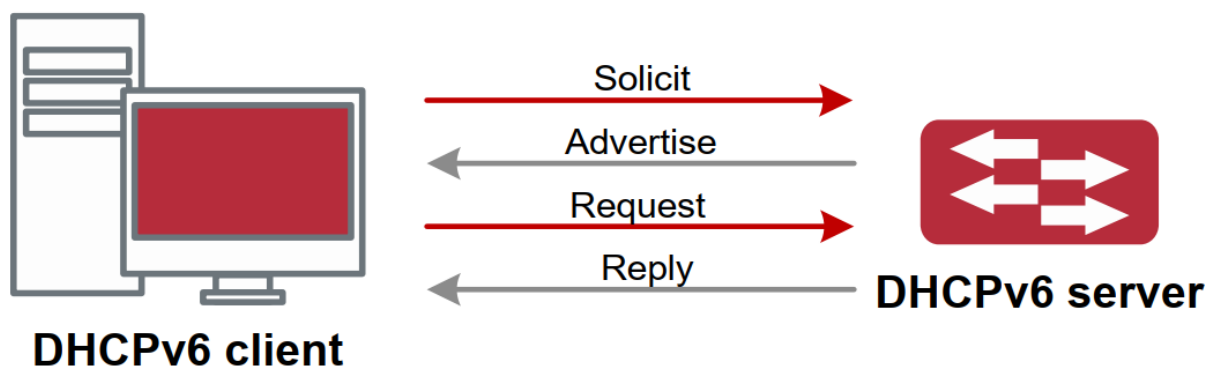 Solicit
Advertise
Request
Reply
DHCPv6 client
DHCPv6 server